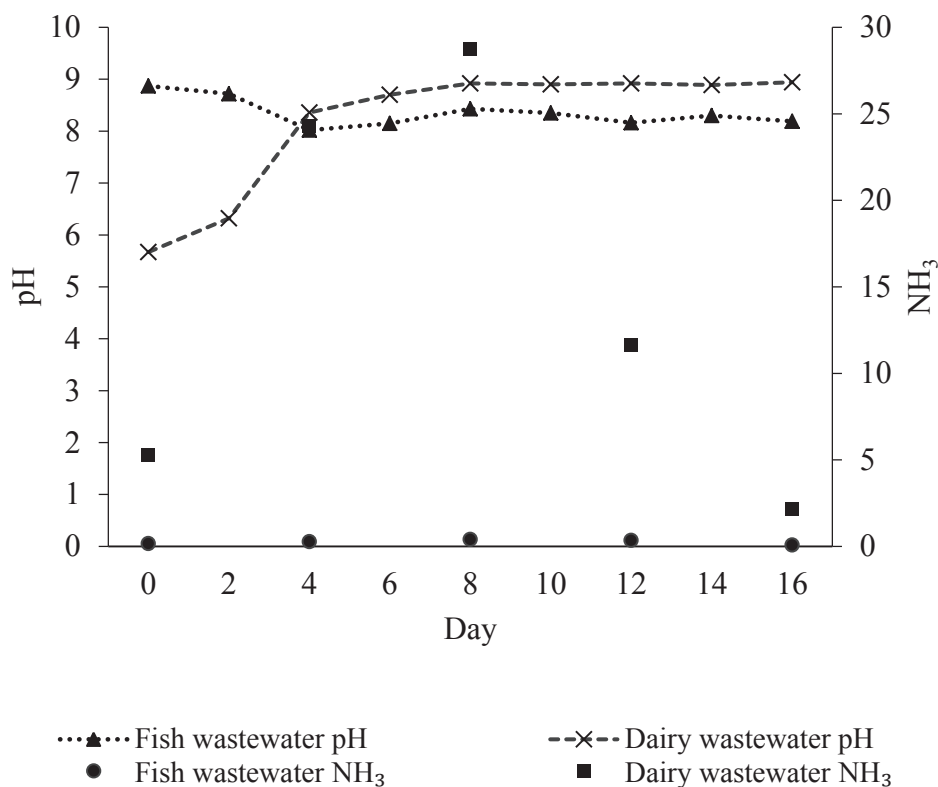 10
9
8
7
6
5
4
3
2
1
0
pH
30
25
20
15
10
5
0
NH₃
0 2 4 6 8 10 12 14 16
Day
Fish wastewater pH
Dairy wastewater pH
Fish wastewater NH₃
Dairy wastewater NH₃